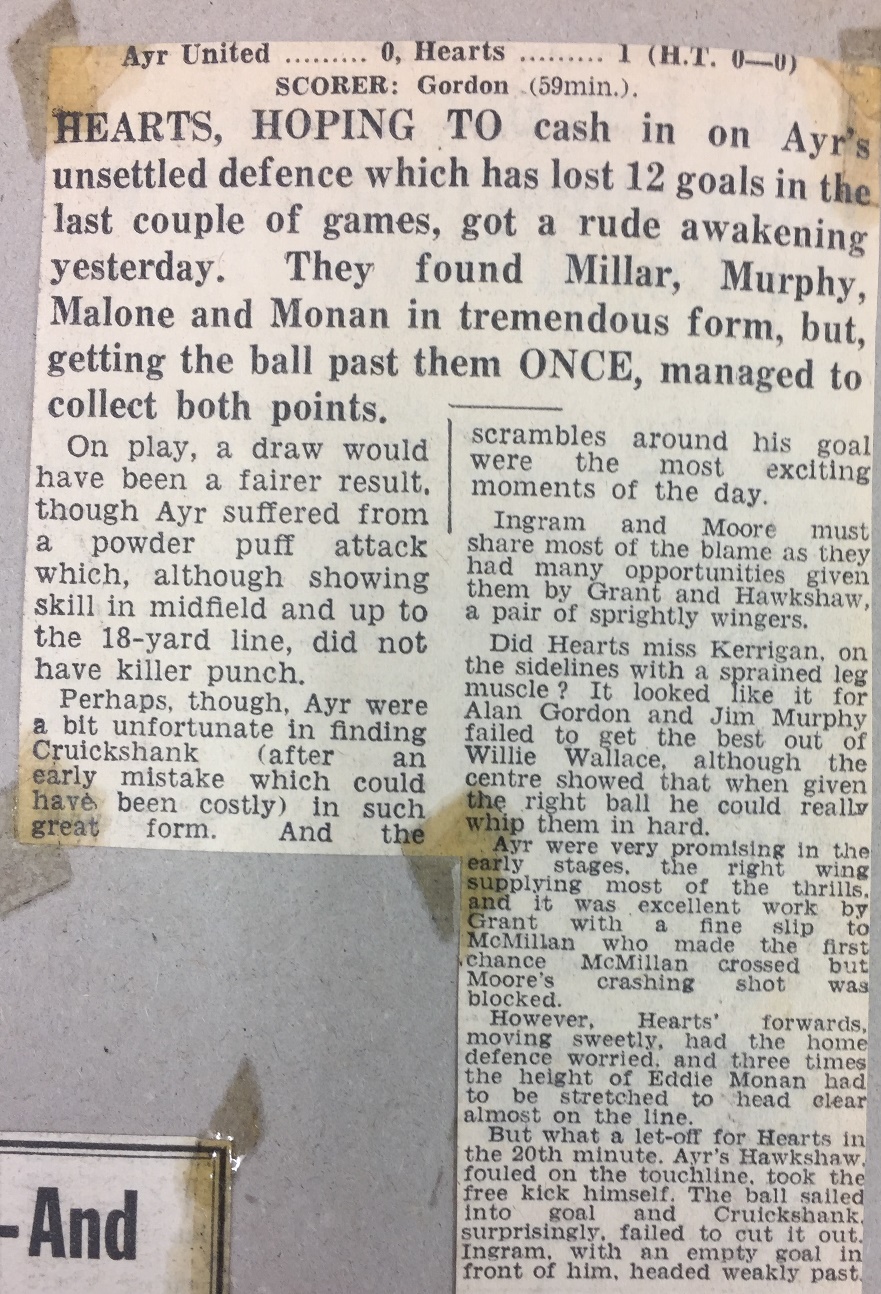 Ayr United ......... 0, Hearts ......... 1 (H.T. 0—0)
SCORER: Gordon (59min.).
HEARTS, HOPING TO cash in on Ayr's
unsettled defence which has lost 12 goals in the
last couple of games, got a rude awakening
yesterday. They found Millar, Murphy,
Malone and Monan in tremendous form, but,
getting the ball past them ONCE, managed to
collect both points.
On play, a draw would
have been a fairer result,
though Ayr suffered from
a powder puff attack
which, although showing
skill in midfield and up to
the 18-yard line, did not
have killer punch.
Perhaps, though, Ayr were
a bit unfortunate in finding
Cruickshank (after an
early mistake which could
have been costly) in such
great form. And the
scrambles around his goal
were the most exciting
moments of the day.
Ingram and Moore must
share most of the blame as they
had many opportunities given
them by Grant and Hawkshaw,
a pair of sprightly wingers.
Did Hearts miss Kerrigan, on
the sidelines with a sprained leg
muscle? It looked like it for
Alan Gordon and Jim Murphy
failed to get the best out of
Willie Wallace, although the
centre showed that when given
the right ball he could really
whip them in hard.
Ayr were very promising in the
early stages, the right wing
supplying most of the thrills,
and it was excellent work by
Grant with a fine slip to
McMillan who made the first
chance McMillan crossed but
Moore's crashing shot was
blocked.
However, Hearts' forwards,
moving sweetly, had the home
defence worried, and three times
the height of Eddie Monan had
to be stretched to head clear
almost on the line.
But what a let-off for Hearts in
the 20th minute. Ayr's Hawkshaw,
fouled on the touchline, took the
free kick himself. The ball sailed
into goal and Cruickshank,
surprisingly, failed to cut it out.
Ingram, with an empty goal in
front of him, headed weakly past.
-And